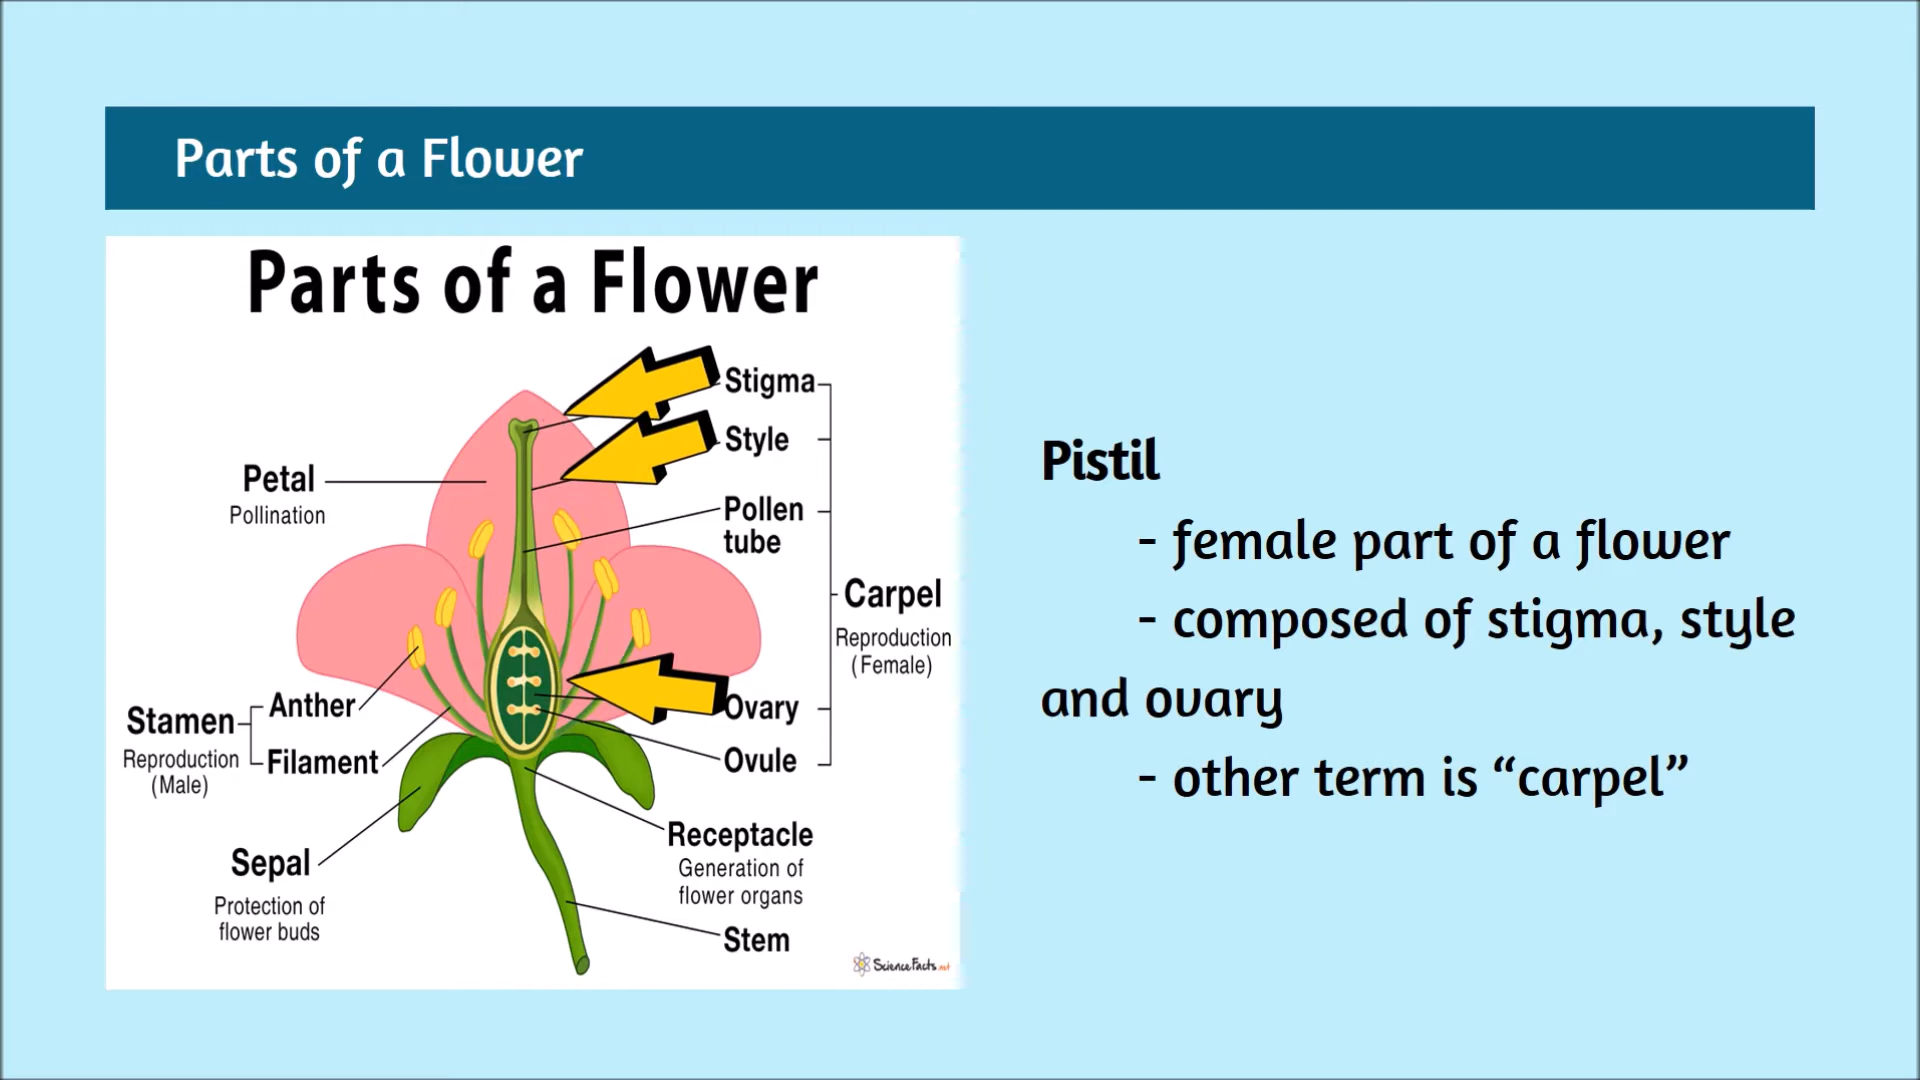 Parts of a Flower
Parts of a Flower
Stigma
Style
Petal
Pollination
Pollen
tube
Carpel
Reproduction
(Female)
Anther
Stamen
Reproduction
(Male)
Filament
Ovary
Ovule
Receptacle
Generation of
flower organs
Sepal
Protection of
flower buds
Stem
ScienceFacts.net
Pistil
- female part of a flower
- composed of stigma, style
and ovary
- other term is “carpel”